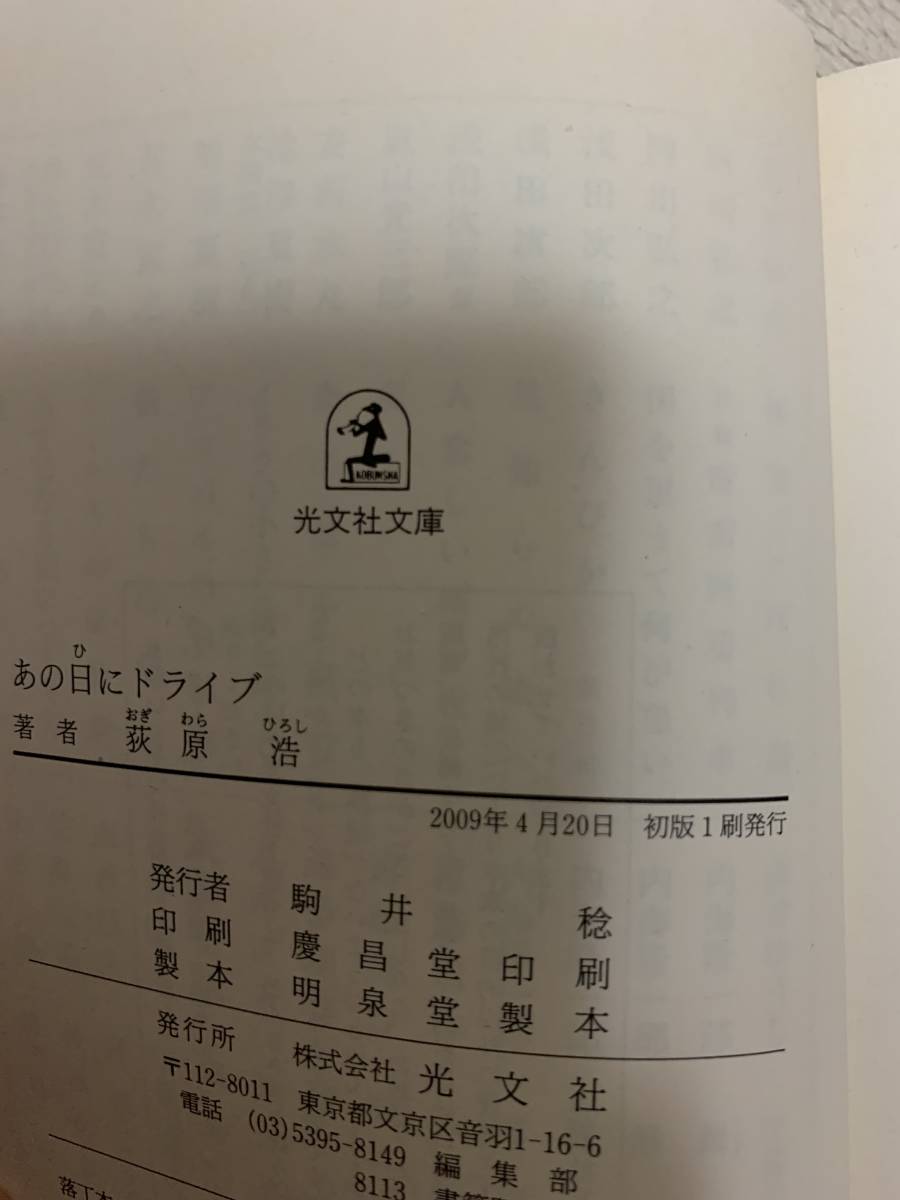 KOBUNSHA
光文社文庫
ひ
あの日にドライブ
おぎ わら ひろし
著者 荻原 浩
2009年4月20日 初版1刷発行
発行者 駒井 稔
印刷 慶昌堂印刷
製本 明泉堂製本
発行所 株式会社 光文社
〒112-8011 東京都文京区音羽1-16-6
電話 (03)5395-8149 編集部
8113
落丁本